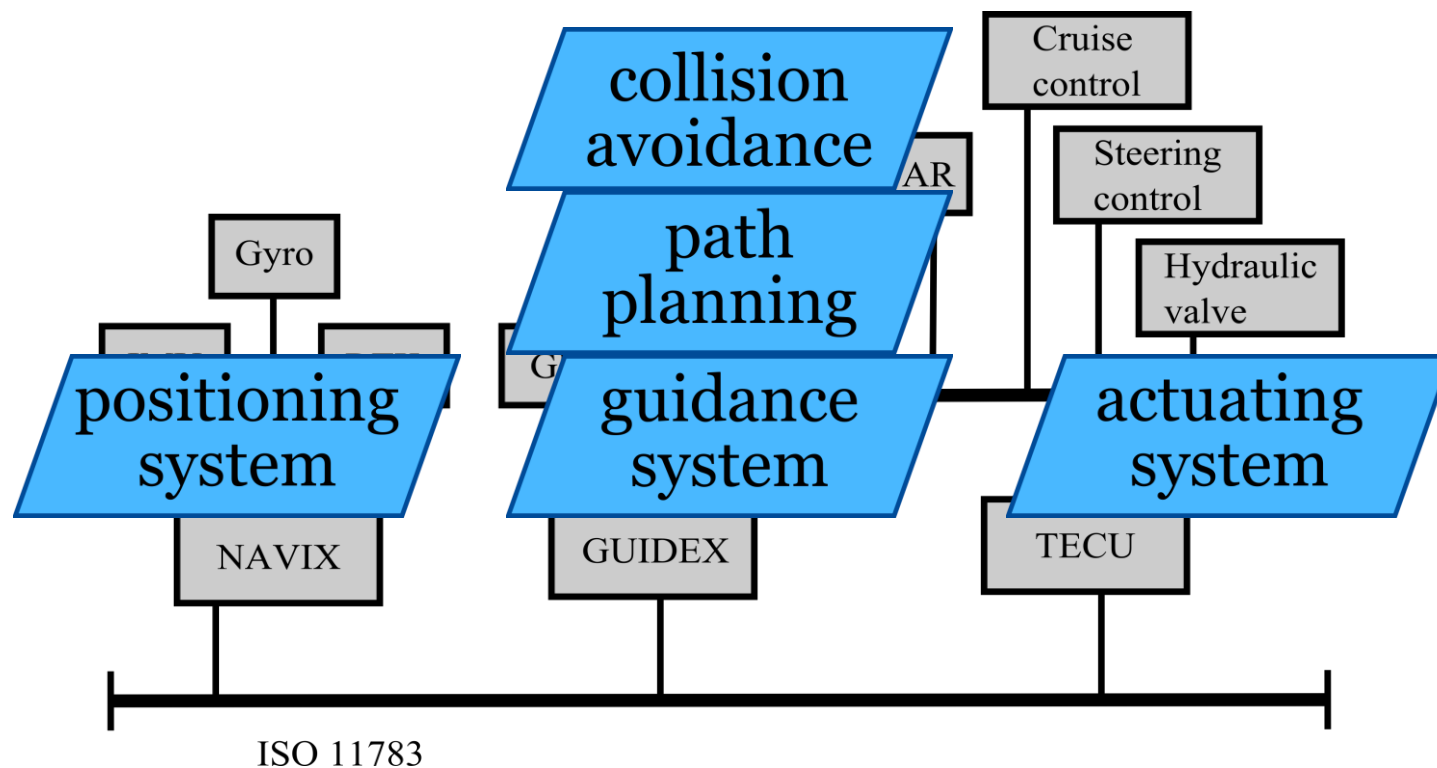 collision
avoidance
Cruise
control
AR
Steering
control
path
planning
Gyro
Hydraulic
valve
G
positioning
system
guidance
system
actuating
system
NAVIX
GUIDEX
TECU
ISO 11783